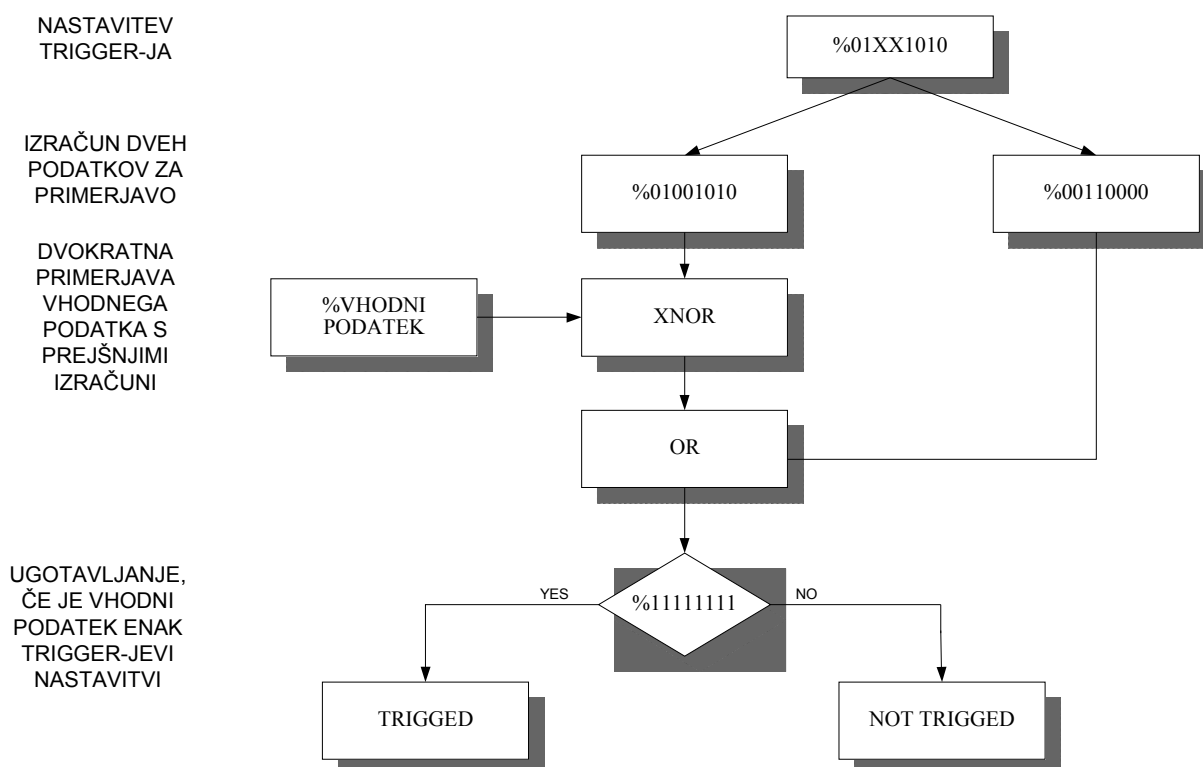 NASTAVITEV
TRIGGER-JA
%01XX1010
IZRAČUN DVEH
PODATKOV ZA
PRIMERJAVO
%01001010
%00110000
DVOKRATNA
PRIMERJAVA
VHODNEGA
PODATKA S
PREJŠNJIMI
IZRAČUNI
%VHODNI
PODATEK
XNOR
OR
UGOTAVLJANJE,
ČE JE VHODNI
PODATEK ENAK
TRIGGER-JEVI
NASTAVITVI
YES
%11111111
NO
TRIGGED
NOT TRIGGED